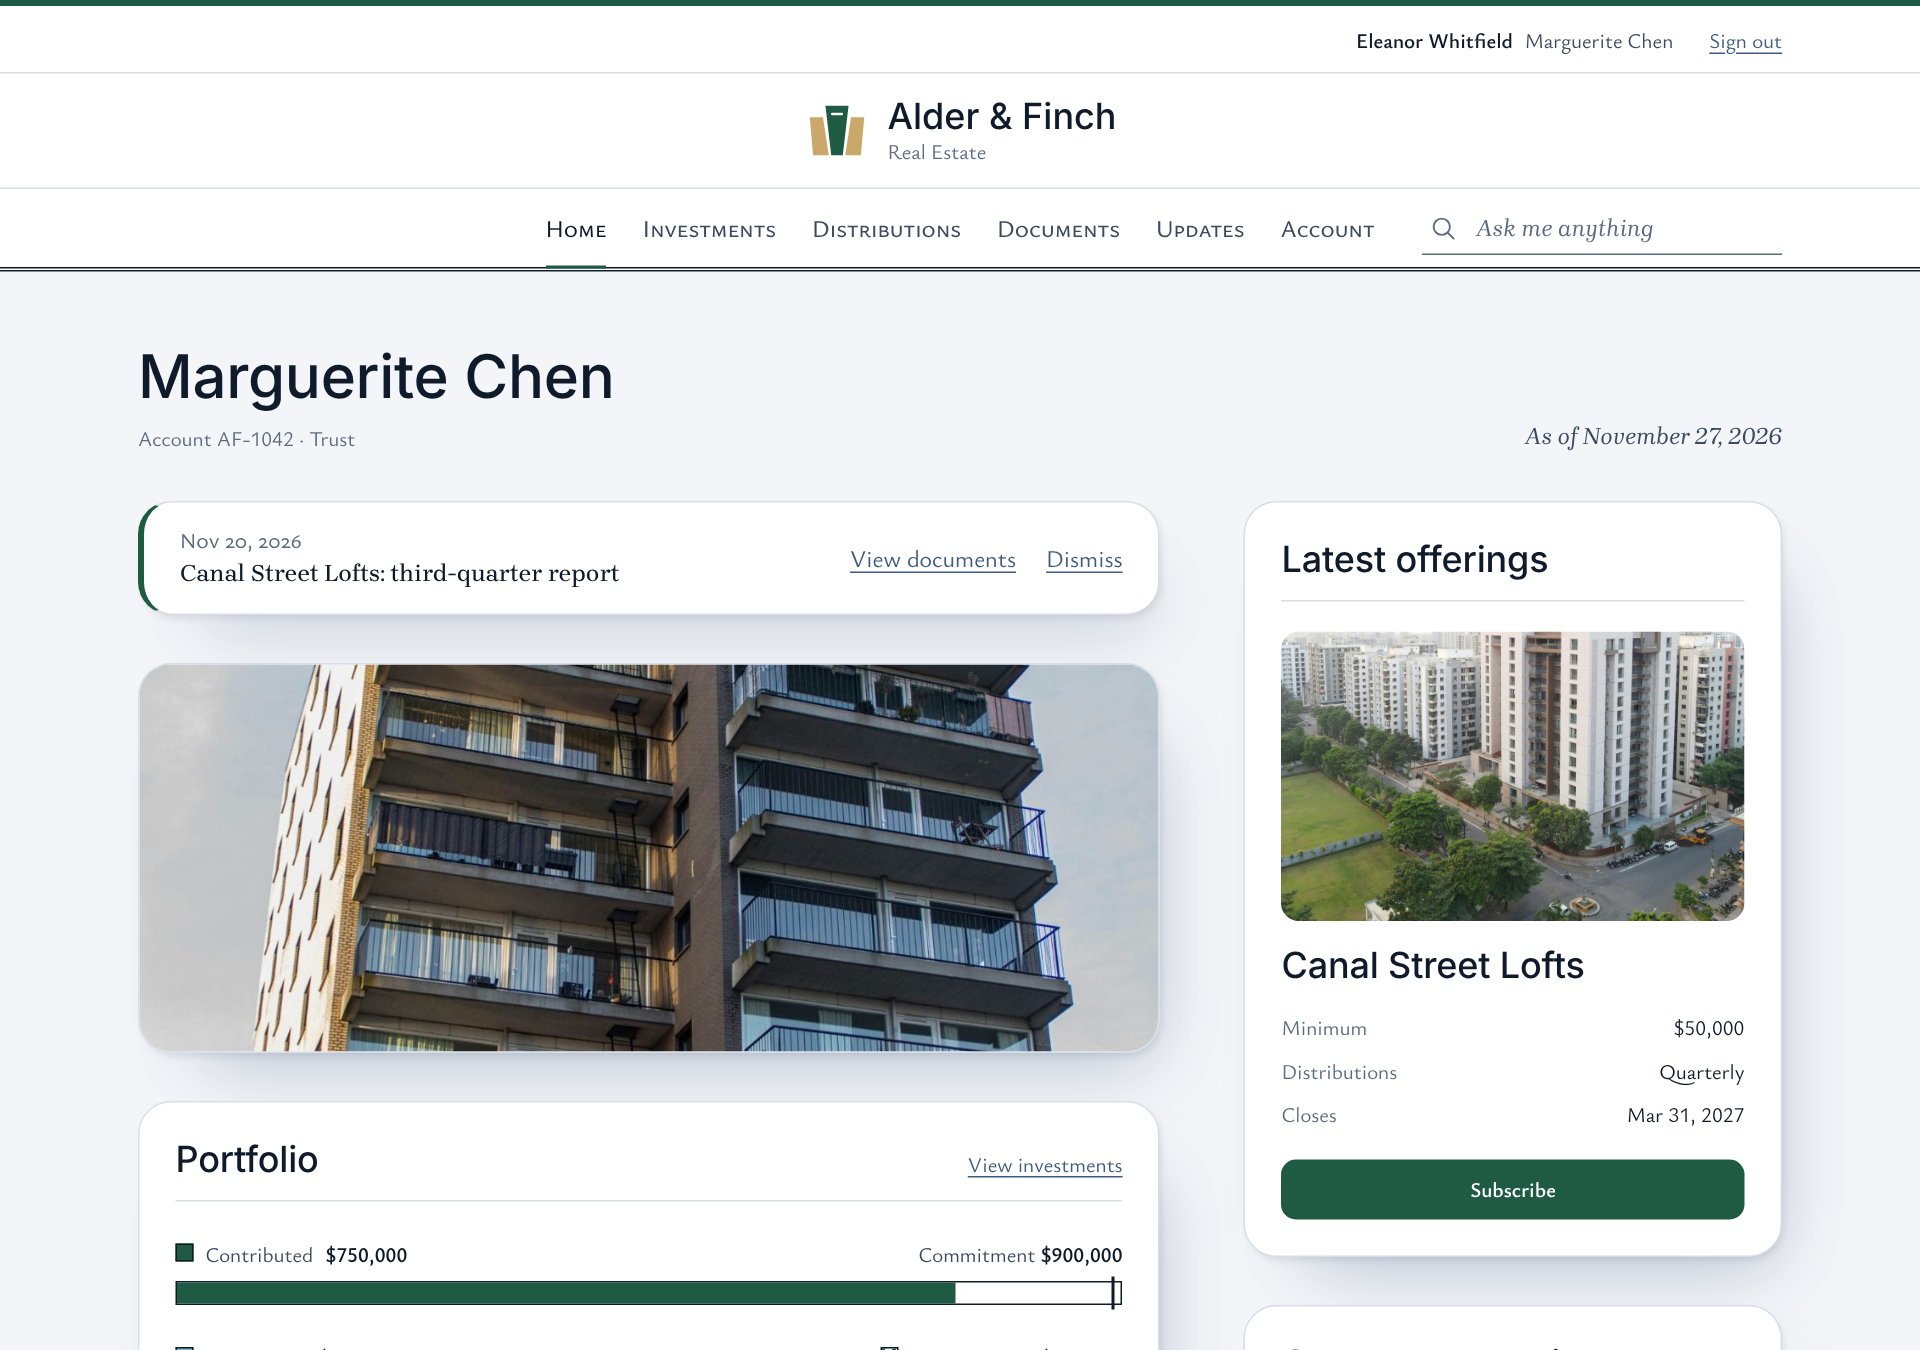 Eleanor Whitfield Marguerite Chen Sign out
Alder & Finch
Real Estate
Home Investments Distributions Documents Updates Account Ask me anything
Marguerite Chen
Account AF-1042 · Trust
As of November 27, 2026
Nov 20, 2026
Canal Street Lofts: third-quarter report
View documents Dismiss
Latest offerings
Canal Street Lofts
Minimum $50,000
Distributions Quarterly
Closes Mar 31, 2027
Subscribe
Portfolio
View investments
Contributed $750,000
Commitment $900,000